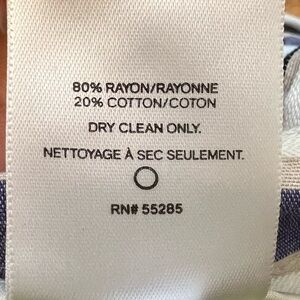 80% RAYON/RAYONNE
20% COTTON/COTON
DRY CLEAN ONLY.
NETTOYAGE À SEC SEULEMENT.
RN# 55285